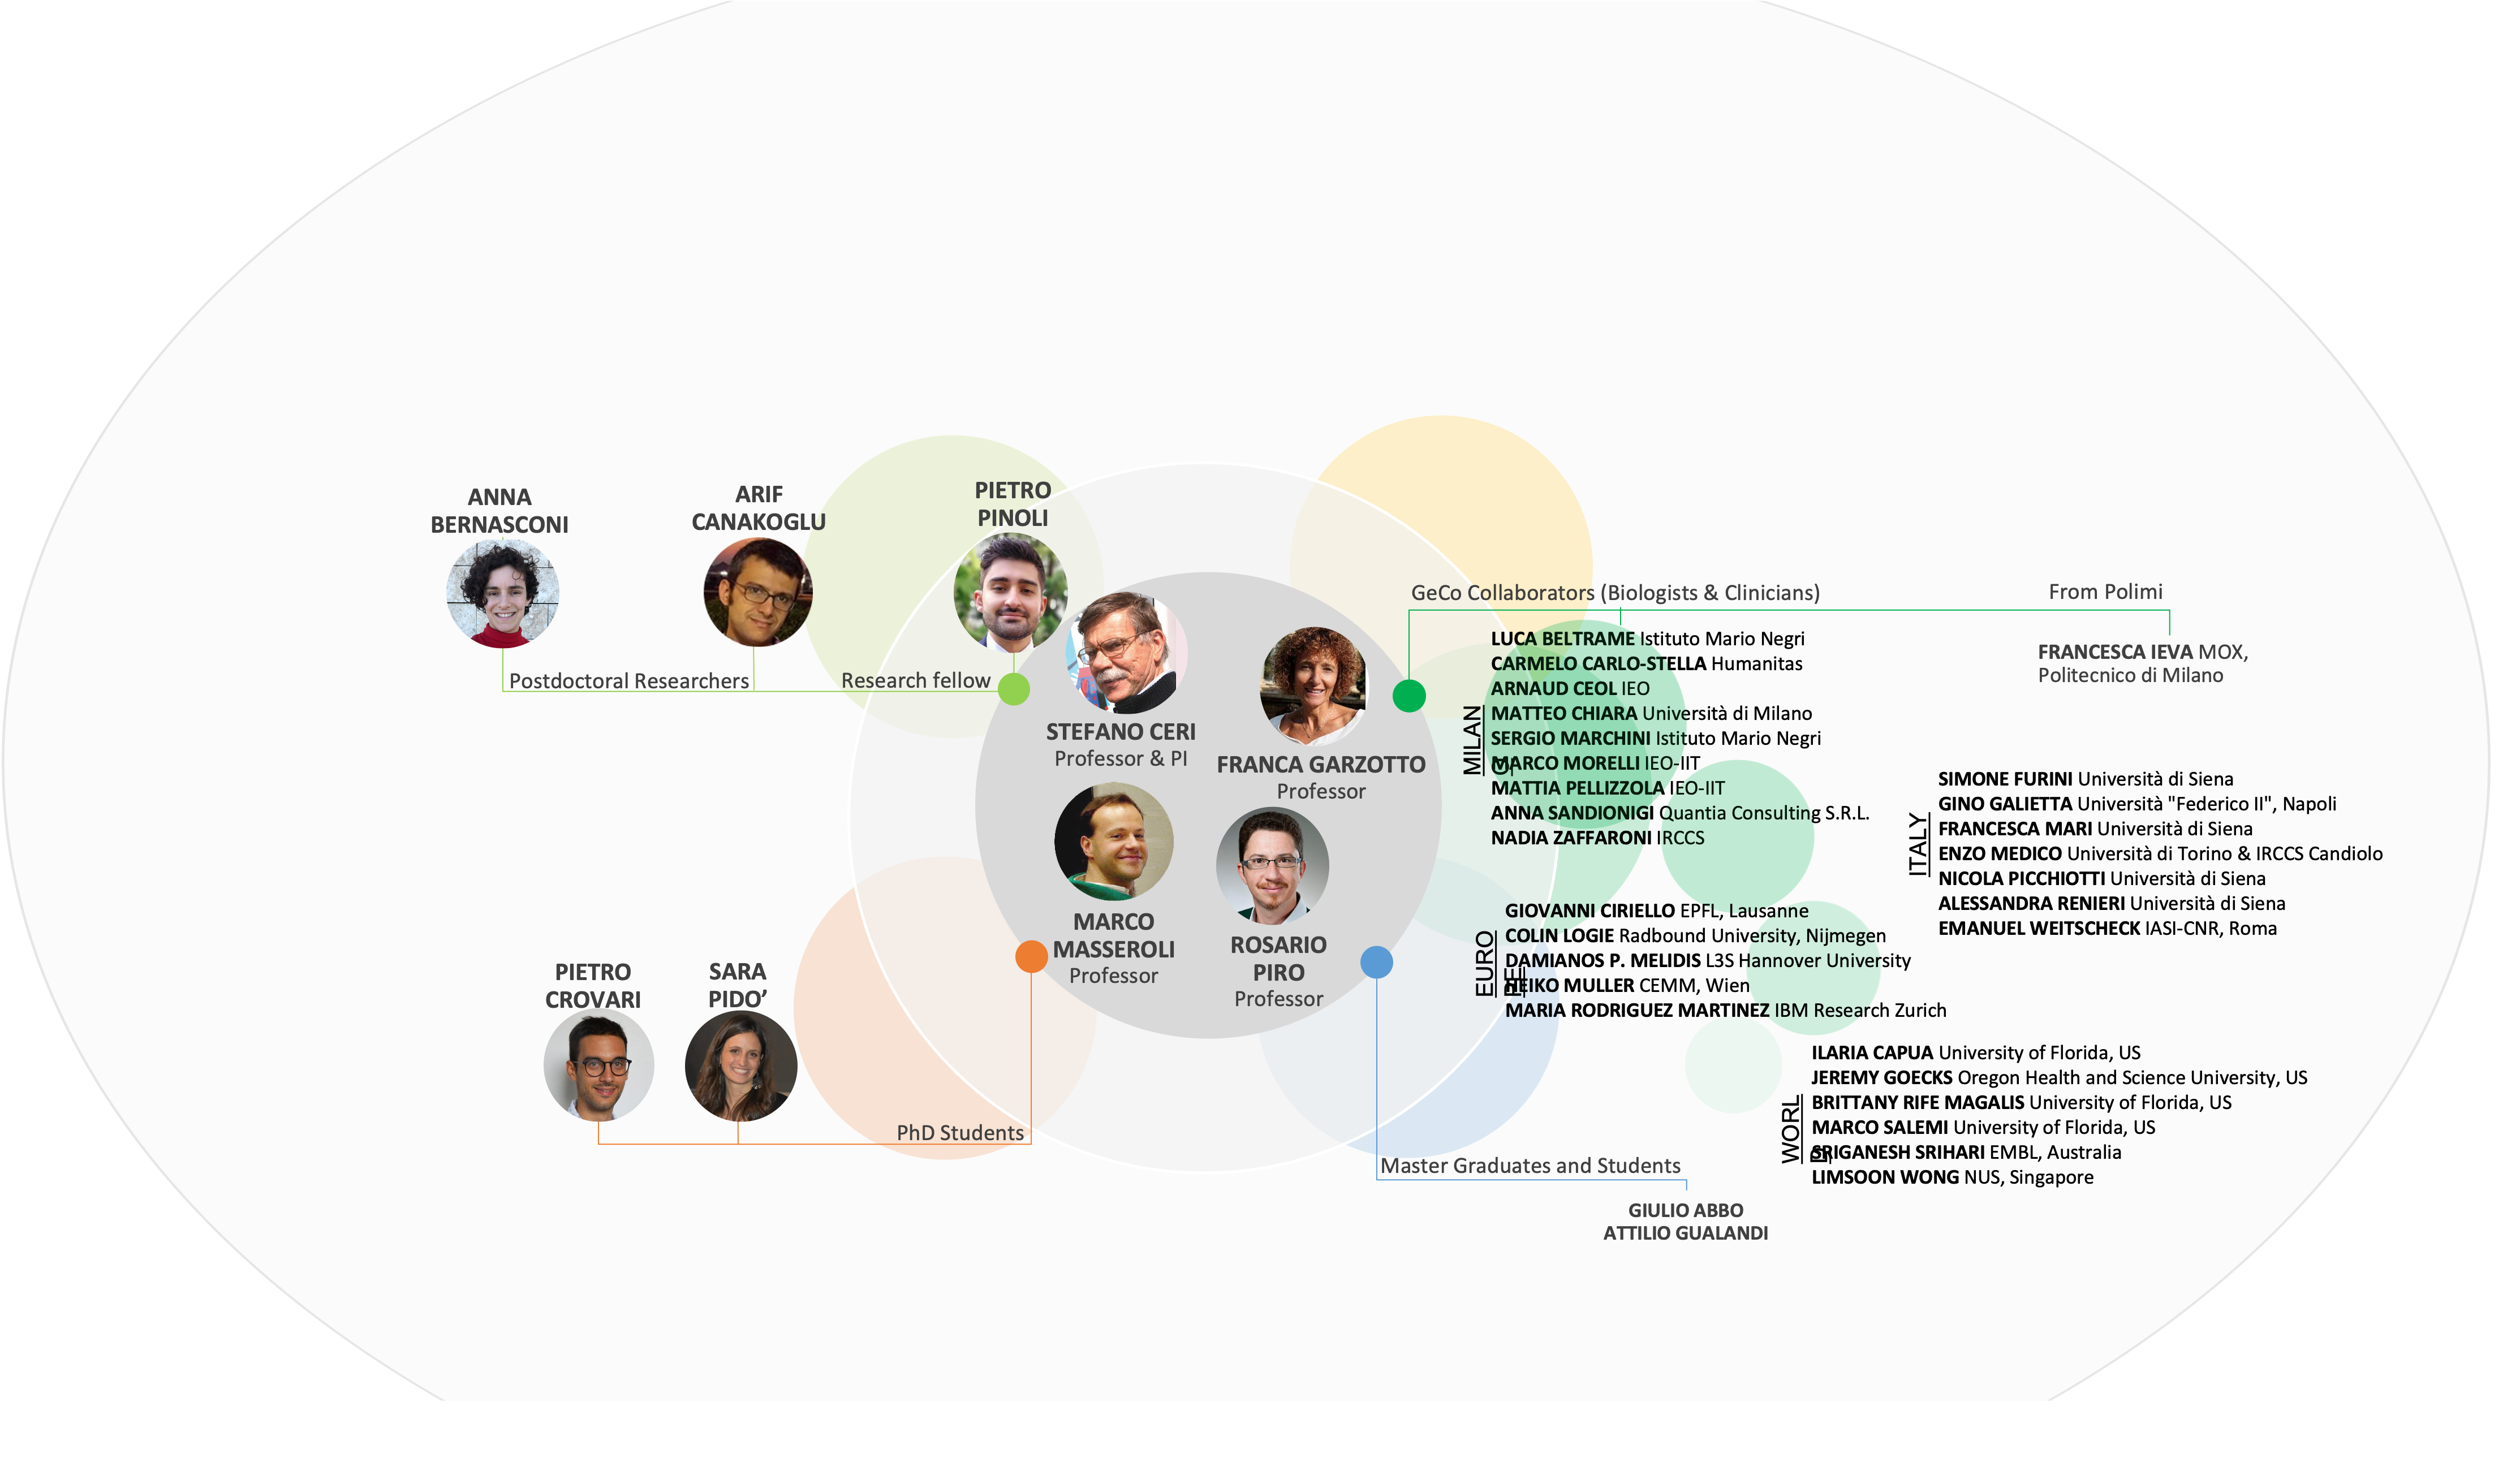 ANNA
BERNASCONI
ARIF
CANAKOGLU
PIETRO
PINOLI
Postdoctoral Researchers
Research fellow
STEFANO CERI
Professor & PI
FRANCA GARZOTTO
Professor
MARCO
MASSEROLI
Professor
ROSARIO
PIRO
Professor
PIETRO
CROVARI
SARA
PIDO’
PhD Students
GeCo Collaborators (Biologists & Clinicians)
From Polimi
FRANCESCA IEVA MOX,
Politecnico di Milano
MILAN
O
LUCA BELTRAME Istituto Mario Negri
CARMELO CARLO-STELLA Humanitas
ARNAUD CEOL IEO
MATTEO CHIARA Università di Milano
SERGIO MARCHINI Istituto Mario Negri
MARCO MORELLI IEO-IIT
MATTIA PELLIZZOLA IEO-IIT
ANNA SANDIONIGI Quantia Consulting S.R.L.
NADIA ZAFFARONI IRCCS
ITALY
SIMONE FURINI Università di Siena
GINO GALIETTA Università "Federico II", Napoli
FRANCESCA MARI Università di Siena
ENZO MEDICO Università di Torino & IRCCS Candiolo
NICOLA PICCHIOTTI Università di Siena
ALESSANDRA RENIERI Università di Siena
EMANUEL WEITSCHECK IASI-CNR, Roma
EURO
PE
GIOVANNI CIRIELLO EPFL, Lausanne
COLIN LOGIE Radbound University, Nijmegen
DAMIANOS P. MELIDIS L3S Hannover University
HEIKO MULLER CEMM, Wien
MARIA RODRIGUEZ MARTINEZ IBM Research Zurich
WORL
D
ILARIA CAPUA University of Florida, US
JEREMY GOECKS Oregon Health and Science University, US
BRITTANY RIFE MAGALIS University of Florida, US
MARCO SALEMI University of Florida, US
SRIGANESH SRIHARI EMBL, Australia
LIMSOON WONG NUS, Singapore
Master Graduates and Students
GIULIO ABBO
ATTILIO GUALANDI